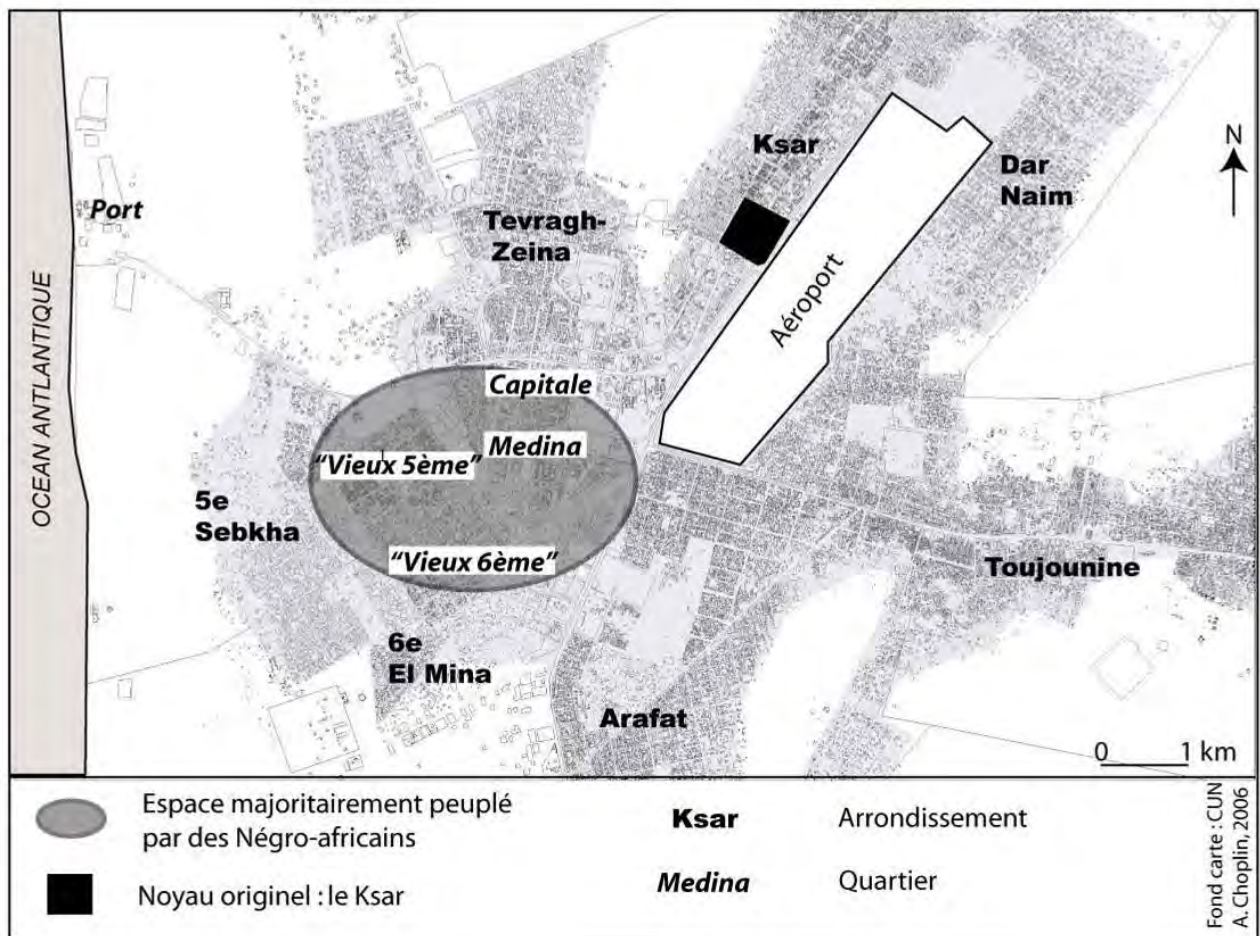 Ksar
N
Dar
Naim
Port
Tevragh-
Zeina
Aéroport
OCEAN ANTLANTIQUE
Capitale
Medina
“Vieux 5ème”
5e
Sebkha
“Vieux 6ème”
Toujounine
6e
El Mina
Arafat
0 1 km
Espace majoritairement peuplé
par des Négro-africains
Noyau originel : le Ksar
Ksar Arrondissement
Medina Quartier
Fond carte : CUN
A. Choplin, 2006